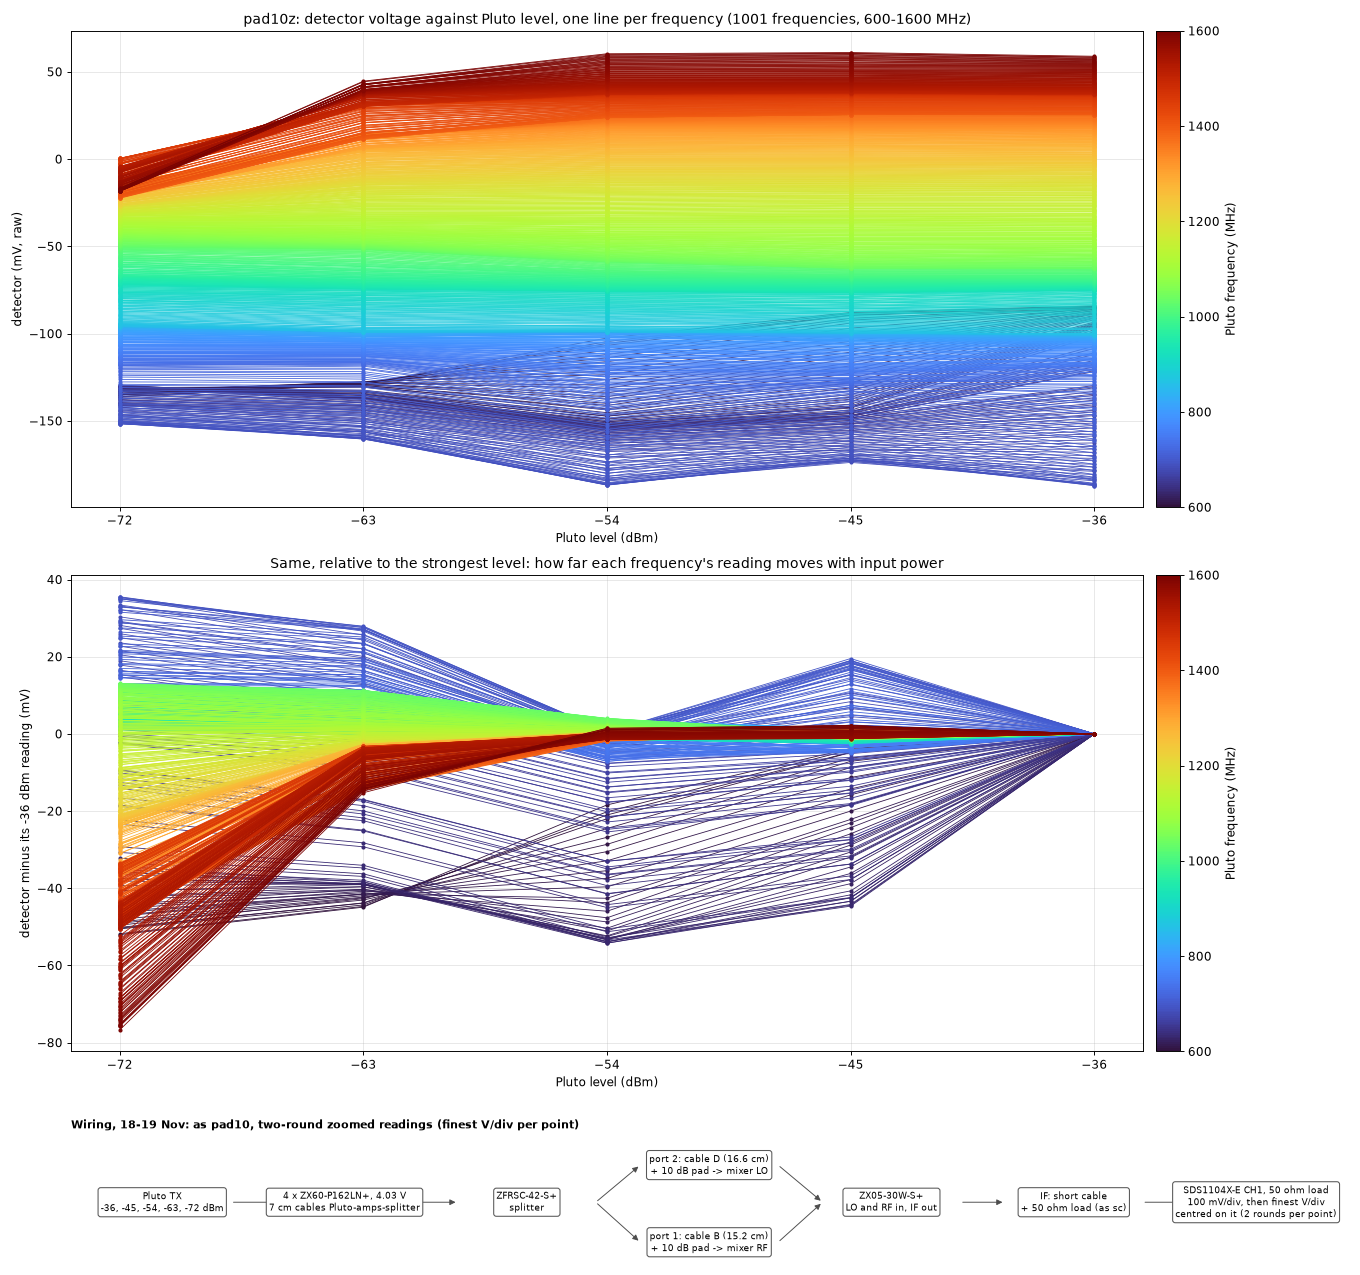 pad10z: detector voltage against Pluto level, one line per frequency (1001 frequencies, 600-1600 MHz)
50
0
−50
−100
−150
detector (mV, raw)
−72
−63
−54
−45
−36
Pluto level (dBm)
1600
1400
1200
1000
800
600
Pluto frequency (MHz)
Same, relative to the strongest level: how far each frequency's reading moves with input power
40
20
0
−20
−40
−60
−80
detector minus its -36 dBm reading (mV)
−72
−63
−54
−45
−36
Pluto level (dBm)
1600
1400
1200
1000
800
600
Pluto frequency (MHz)
Wiring, 18-19 Nov: as pad10, two-round zoomed readings (finest V/div per point)
Pluto TX
-36, -45, -54, -63, -72 dBm
4 x ZX60-P162LN+, 4.03 V
7 cm cables Pluto-amps-splitter
ZFRSC-42-S+
splitter
port 2: cable D (16.6 cm)
+ 10 dB pad -> mixer LO
port 1: cable B (15.2 cm)
+ 10 dB pad -> mixer RF
ZX05-30W-S+
LO and RF in, IF out
IF: short cable
+ 50 ohm load (as sc)
SDS1104X-E CH1, 50 ohm load
100 mV/div, then finest V/div
centred on it (2 rounds per point)